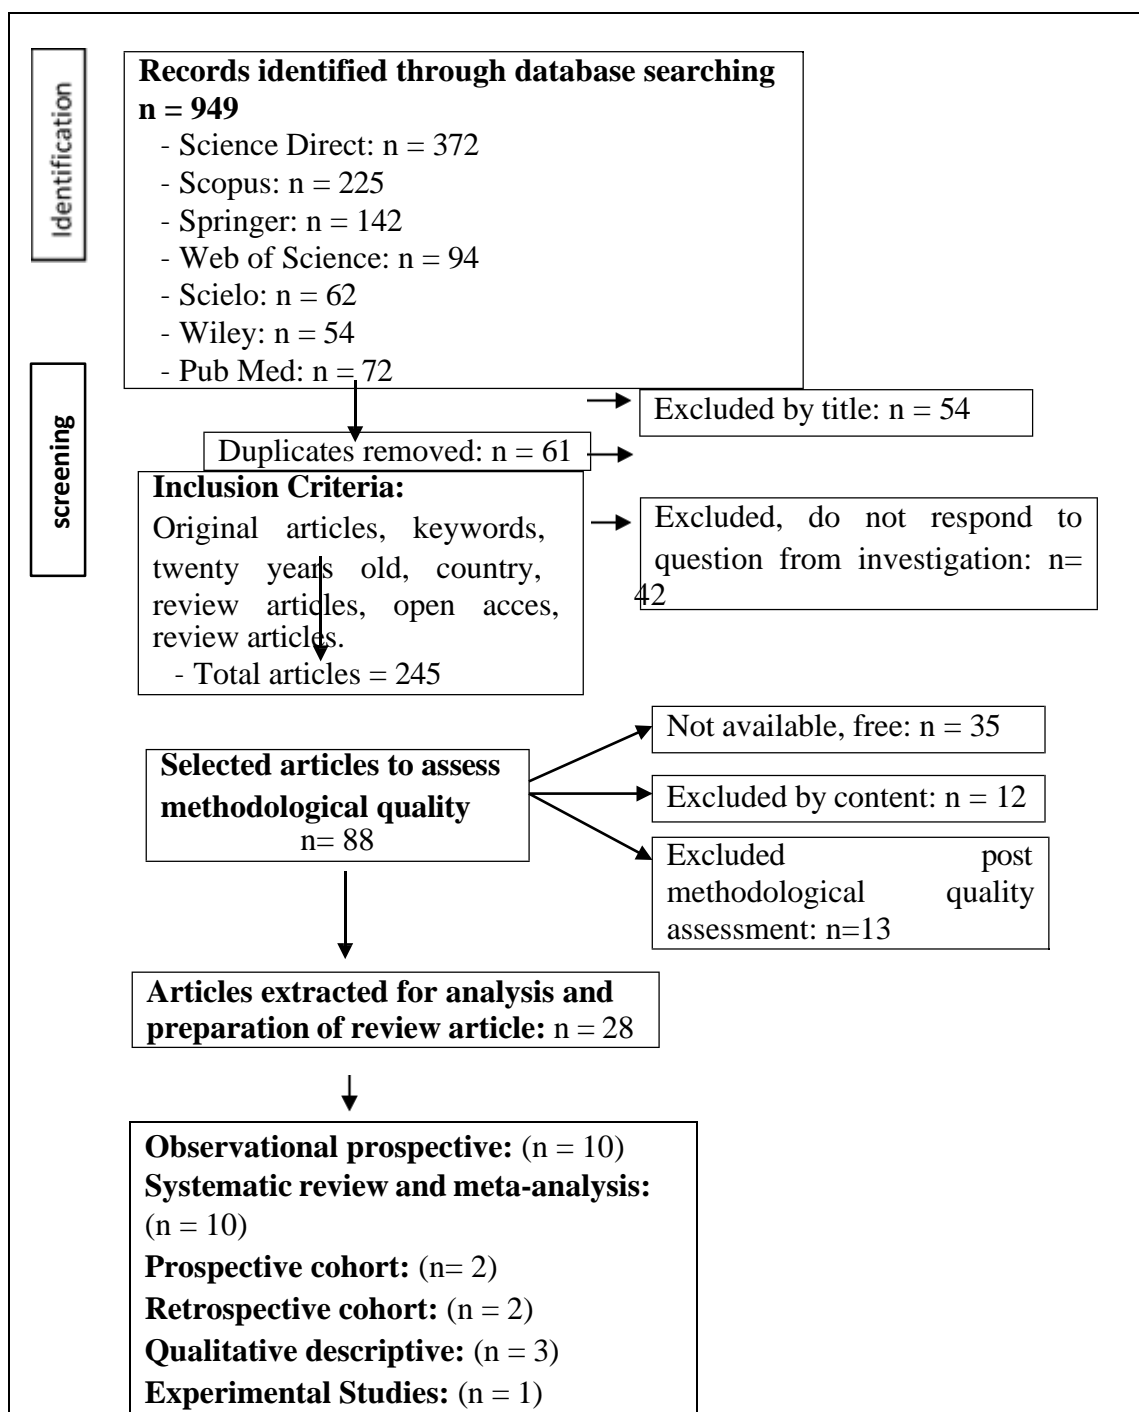 Identification
Records identified through database searching
n = 949
- Science Direct: n = 372
- Scopus: n = 225
- Springer: n = 142
- Web of Science: n = 94
- Scielo: n = 62
- Wiley: n = 54
- Pub Med: n = 72
screening
Excluded by title: n = 54
Duplicates removed: n = 61
Inclusion Criteria:
Original articles, keywords,
twenty years old, country,
review articles, open acces,
review articles.
- Total articles = 245
Excluded, do not respond to
question from investigation: n=
42
Selected articles to assess
methodological quality
n= 88
Not available, free: n = 35
Excluded by content: n = 12
Excluded post
methodological quality
assessment: n=13
Articles extracted for analysis and
preparation of review article: n = 28
Observational prospective: (n = 10)
Systematic review and meta-analysis:
(n = 10)
Prospective cohort: (n= 2)
Retrospective cohort: (n = 2)
Qualitative descriptive: (n = 3)
Experimental Studies: (n = 1)